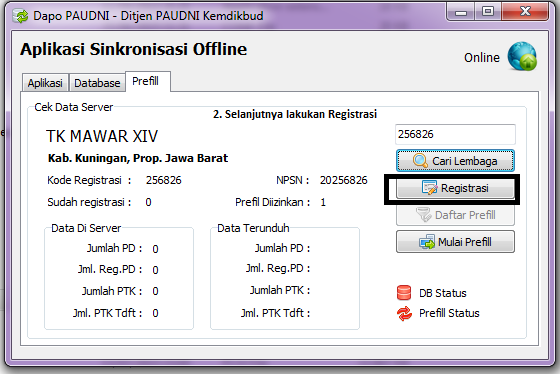 Dapo PAUDNI - Ditjen PAUDNI Kemdikbud
Aplikasi Sinkronisasi Offline
Online
Aplikasi Database Prefill
Cek Data Server
2. Selanjutnya lakukan Registrasi
TK MAWAR XIV
256826
Kab. Kuningan, Prop. Jawa Barat
Cari Lembaga
Kode Registrasi : 256826 NPSN : 20256826
Registrasi
Sudah registrasi : 0 Prefil Diizinkan : 1
Daftar Prefill
Data Di Server Data Terunduh
Mulai Prefill
Jumlah PD : 0 Jumlah PD :
Jml. Reg.PD : 0 Jml. Reg.PD :
Jumlah PTK : 0 Jumlah PTK :
DB Status
Jml. PTK Tdft : 0 Jml. PTK Tdft :
Prefill Status